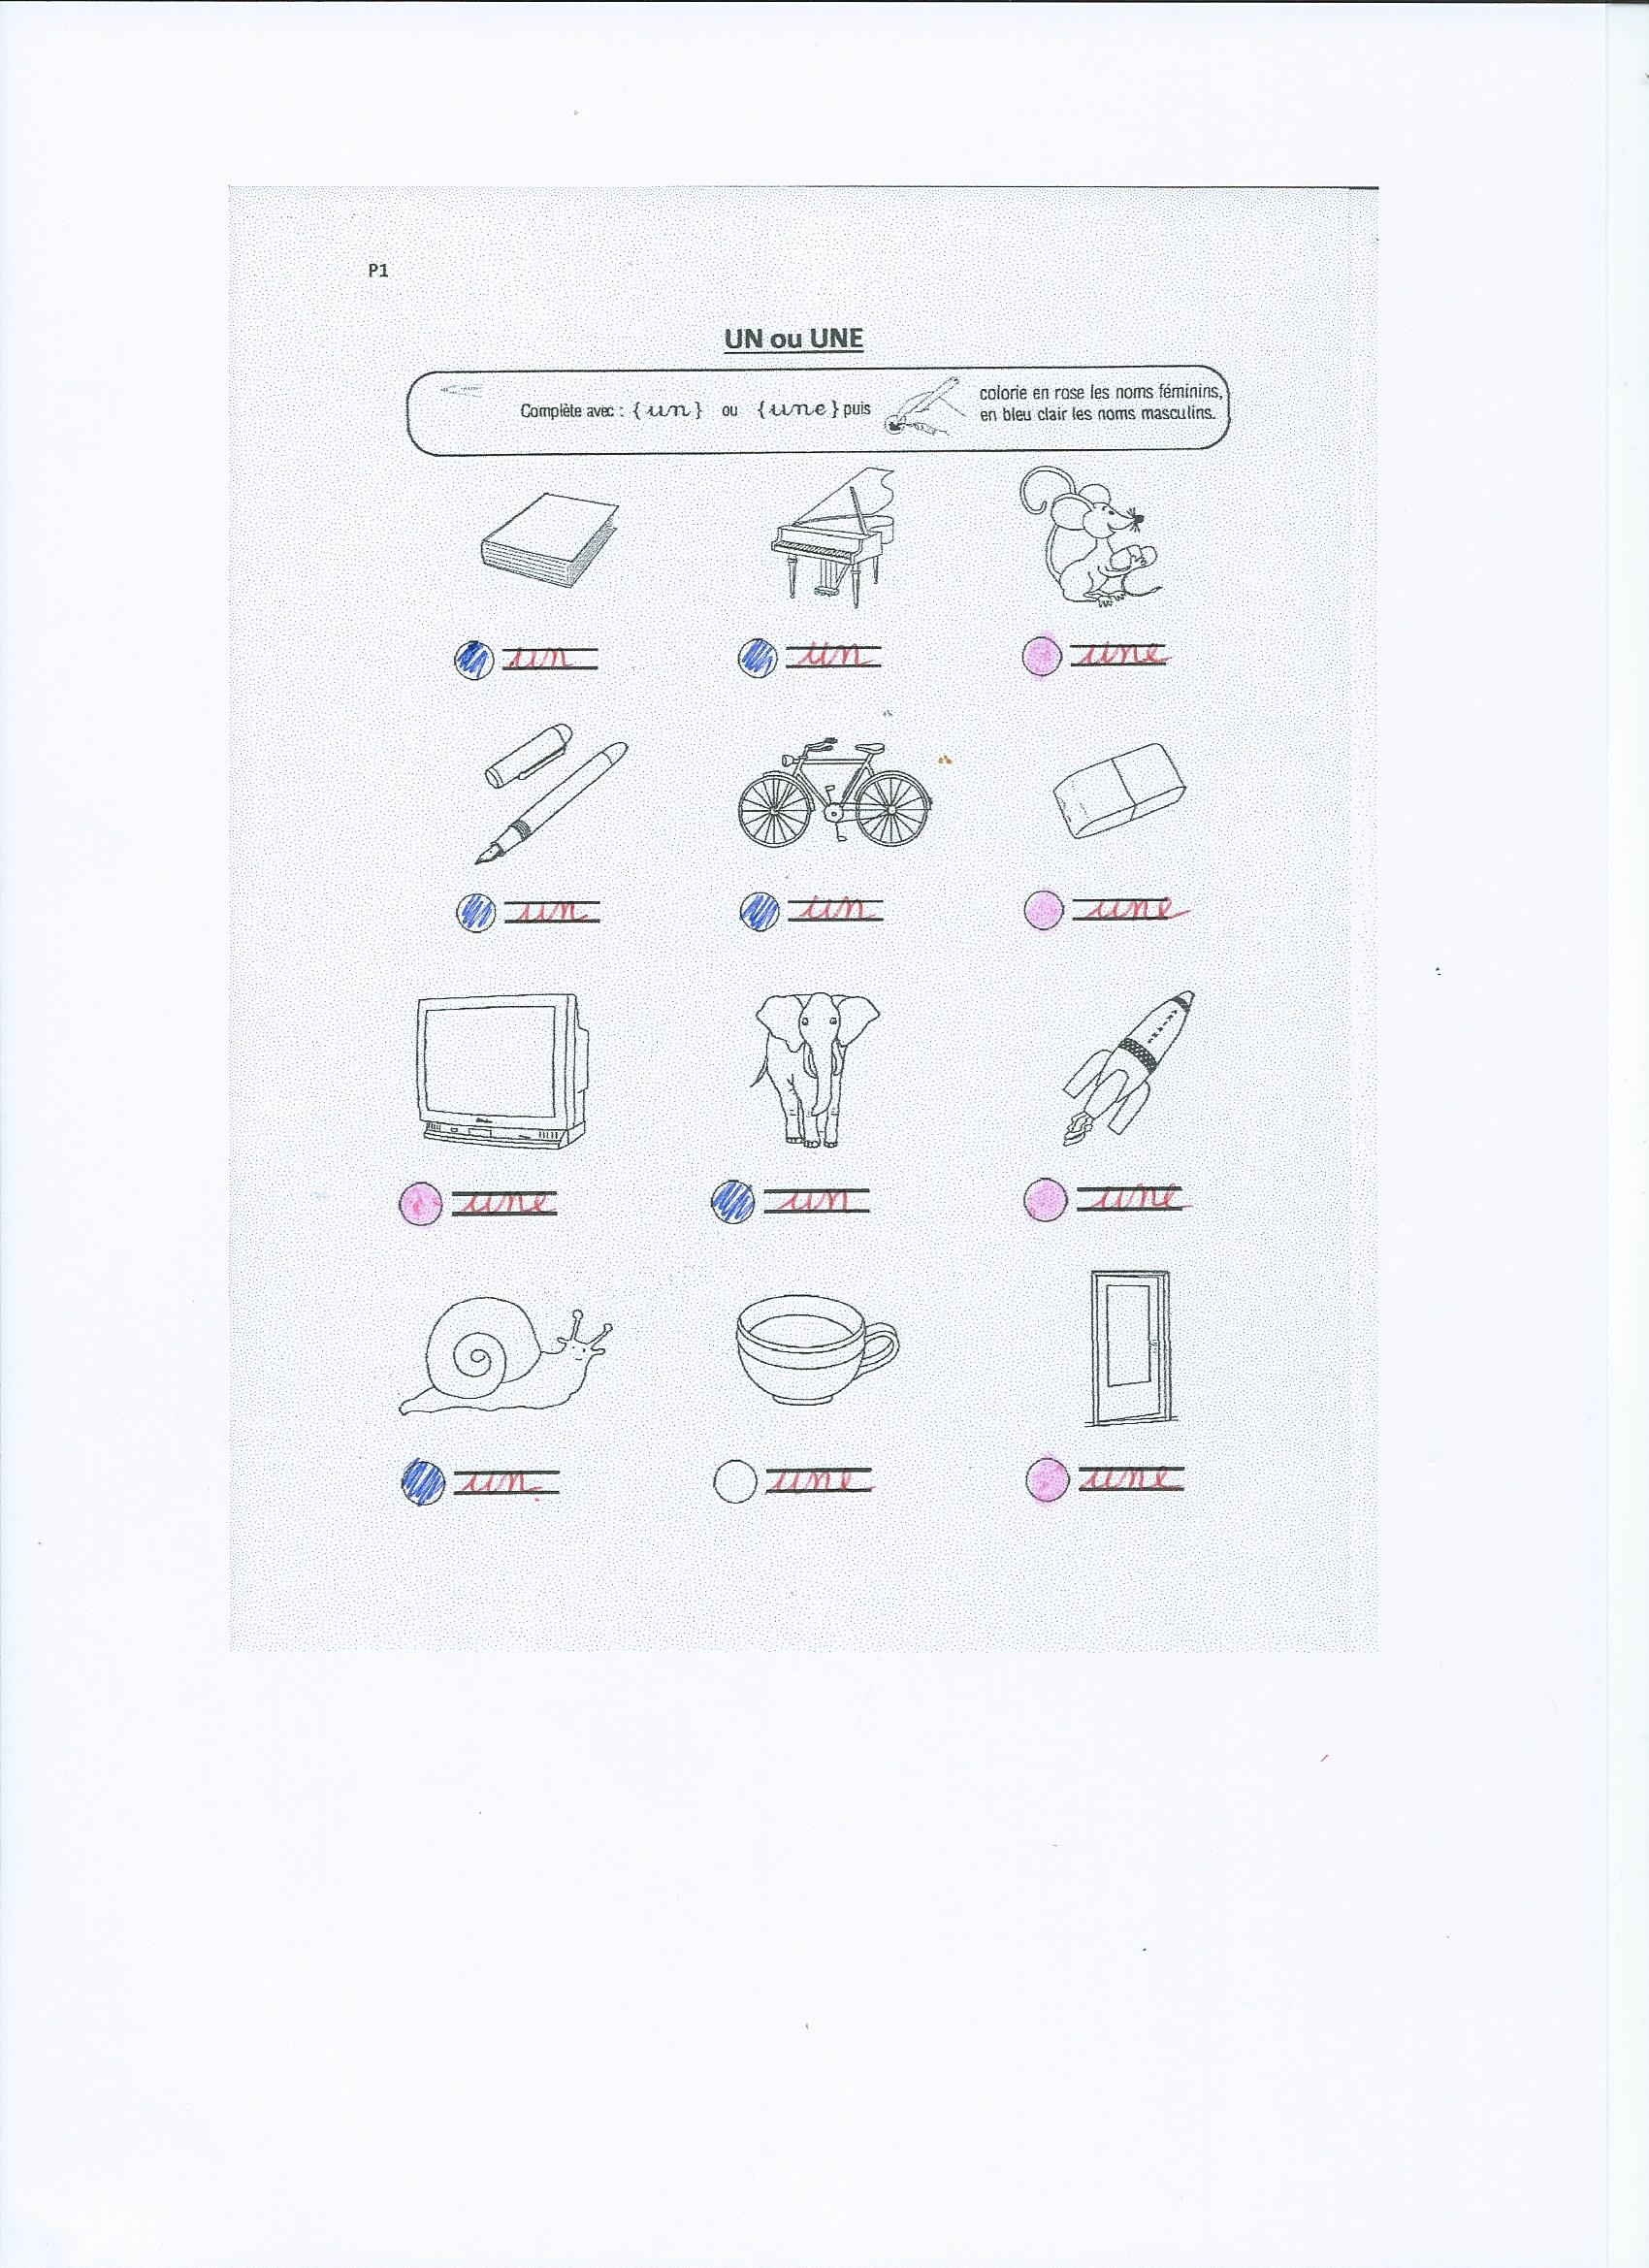 P1
UN ou UNE
Complète avec : {un} ou {une} puis
colorie en rose les noms féminins,
en bleu clair les noms masculins.
un un une
un un une
une un une
un une une